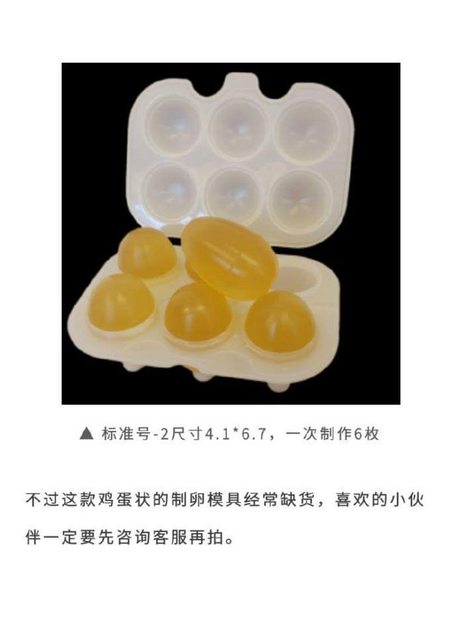 ▲ 标准号-2尺寸4.1*6.7，一次制作6枚
不过这款鸡蛋状的制卵模具经常缺货，喜欢的小伙
伴一定要先咨询客服再拍。